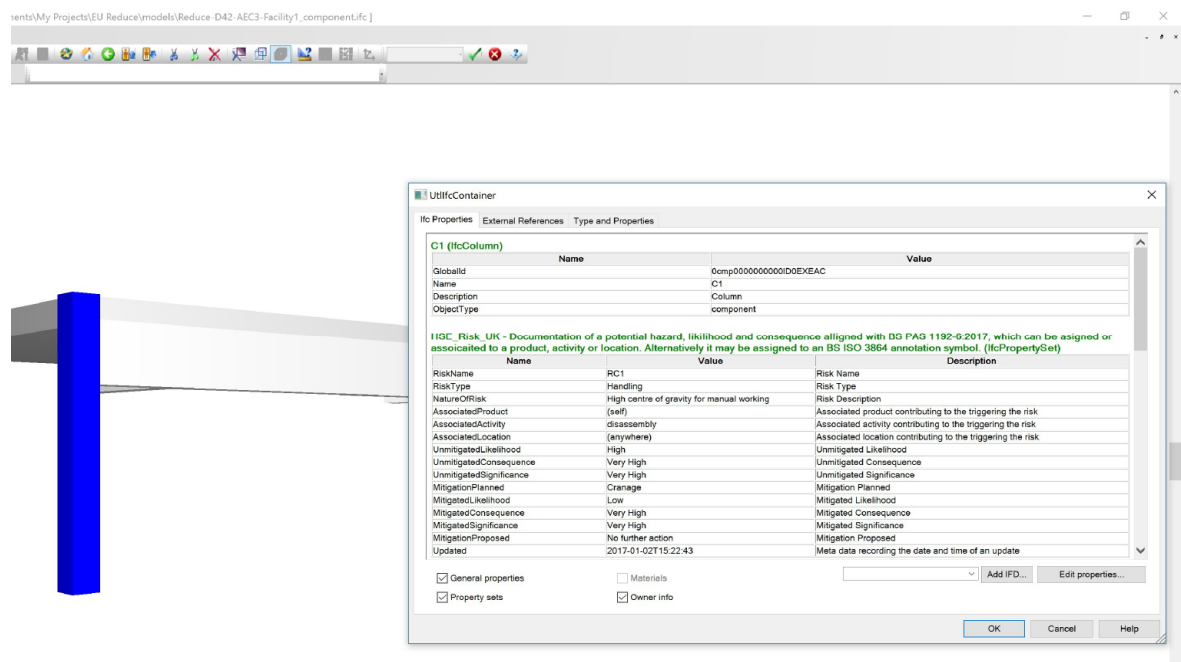 ients\My Projects\EU Reduce\models\Reduce-D42-AEC3-Facility1_component.ifc ]
UtlIfcContainer
Ifc Properties External References Type and Properties
C1 (IfcColumn)
Name Value
GlobalId 0cmp0000000000ID0EXEAC
Name C1
Description Column
ObjectType component
HSE_Risk_UK - Documentation of a potential hazard, likilihood and consequence alligned with BS PAS 1192-6:2017, which can be asigned or
assoicaited to a product, activity or location. Alternatively it may be assigned to an BS ISO 3864 annotation symbol. (IfcPropertySet)
Name Value Description
RiskName RC1 Risk Name
RiskType Handling Risk Type
NatureOfRisk High centre of gravity for manual working Risk Description
AssociatedProduct (self) Associated product contributing to the triggering the risk
AssociatedActivity disassembly Associated activity contributing to the triggering the risk
AssociatedLocation (anywhere) Associated location contributing to the triggering the risk
UnmitigatedLikelihood High Unmitigated Likelihood
UnmitigatedConsequence Very High Unmitigated Consequence
UnmitigatedSignificance Very High Unmitigated Significance
MitigationPlanned Cranage Mitigation Planned
MitigatedLikelihood Low Mitigated Likelihood
MitigatedConsequence Very High Mitigated Consequence
MitigatedSignificance Very High Mitigated Significance
MitigationProposed No further action Mitigation Proposed
Updated 2017-01-02T15:22:43 Meta data recording the date and time of an update
General properties Materials Add IFD... Edit properties...
Property sets Owner info
OK Cancel Help